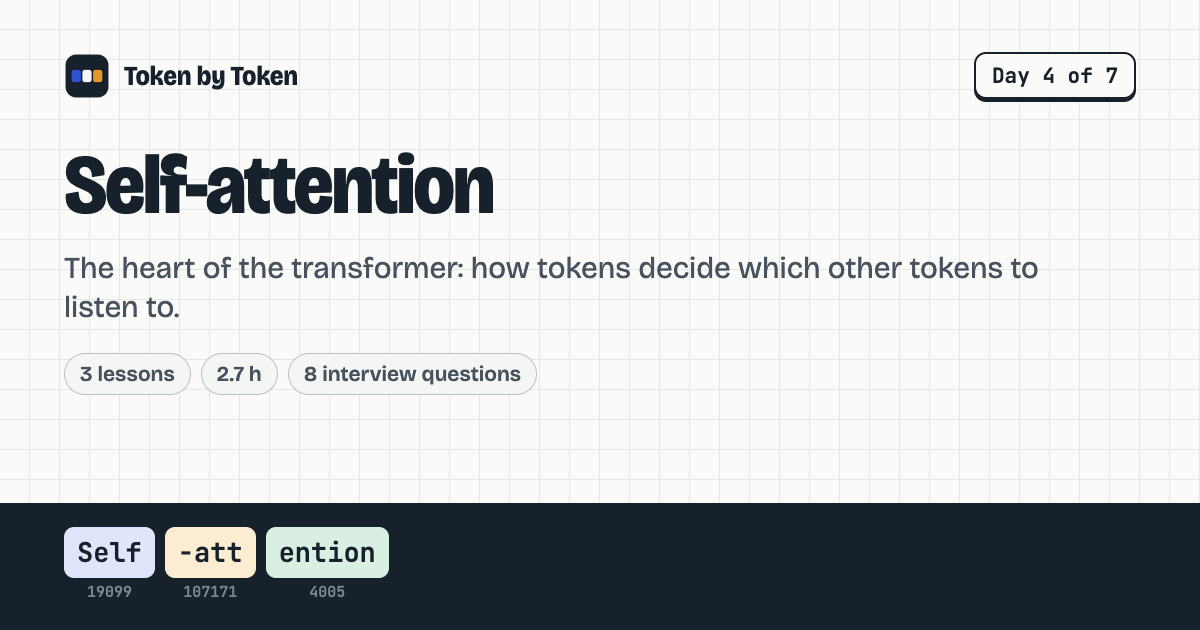 Token by Token
Day 4 of 7
Self-attention
The heart of the transformer: how tokens decide which other tokens to
listen to.
3 lessons
2.7 h
8 interview questions
Self
-att
ention
19099
107171
4005